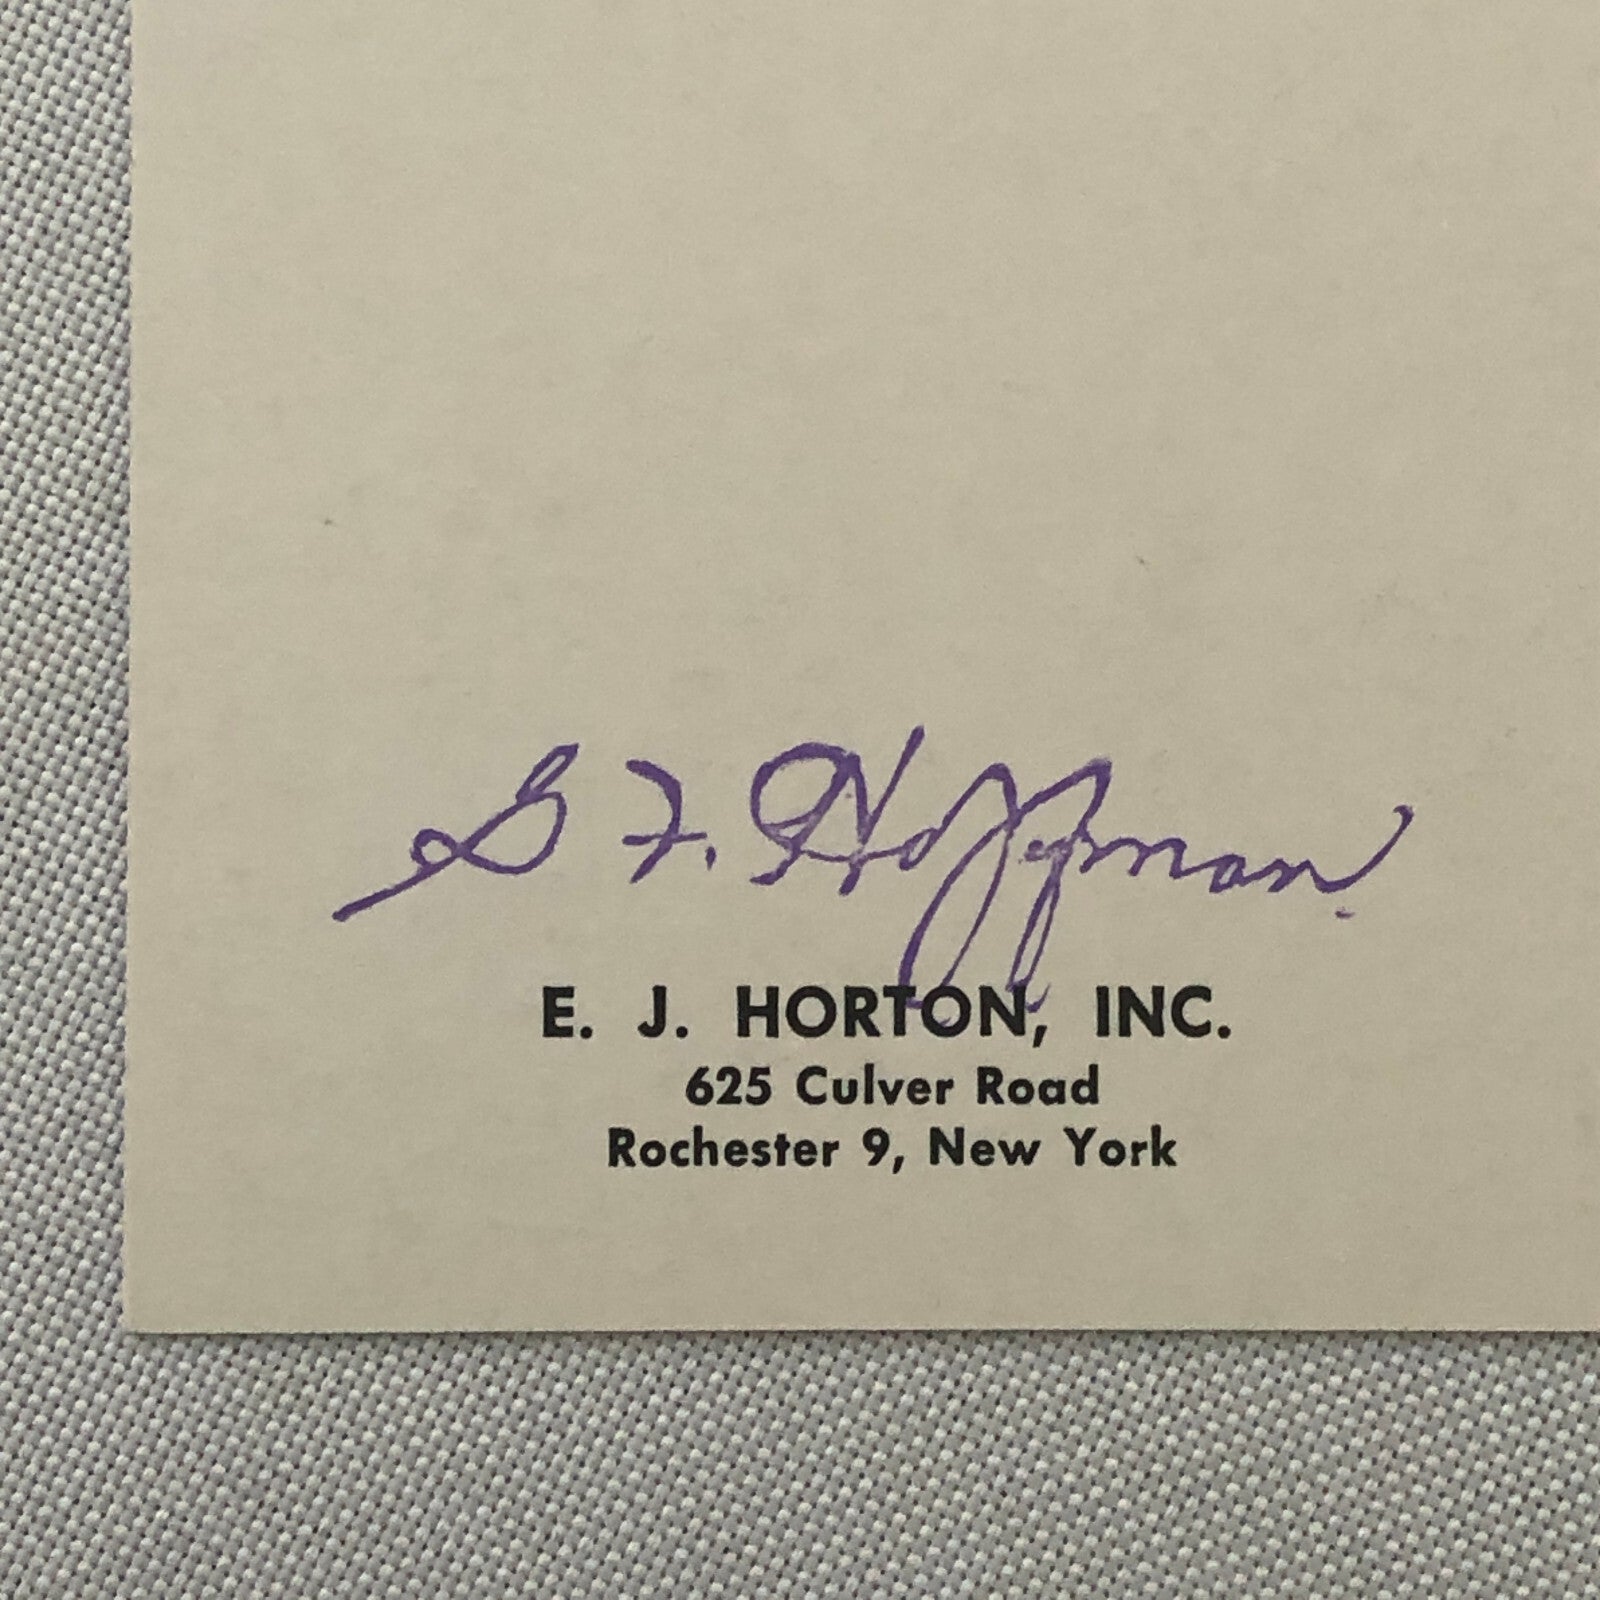 S F. Hoffman
E. J. HORTON, INC.
625 Culver Road
Rochester 9, New York